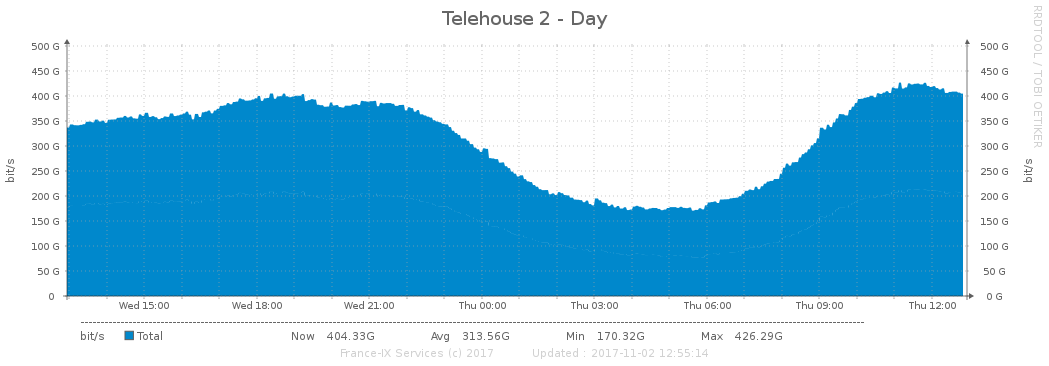 Telehouse 2 - Day
RRDTOOL / TOBI OETIKER
500 G 500 G
450 G 450 G
400 G 400 G
350 G 350 G
300 G 300 G
250 G 250 G
200 G 200 G
150 G 150 G
100 G 100 G
50 G 50 G
0 0 G
bit/s bit/s
Wed 15:00 Wed 18:00 Wed 21:00 Thu 00:00 Thu 03:00 Thu 06:00 Thu 09:00 Thu 12:00
bit/s Total Now 404.33G Avg 313.56G Min 170.32G Max 426.29G
France-IX Services (c) 2017 Updated : 2017-11-02 12:55:14